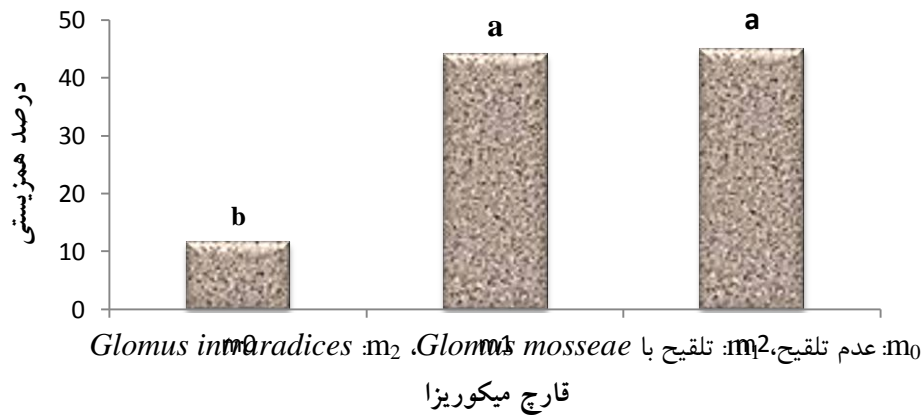 50
40
30
20
10
0
درصد همزیستی
b
a
a
m0
m1
m2
m0: عدم تلقیح، m1: تلقیح با Glomus mosseae، m2: Glomus intraradices
قارچ میکوریزا